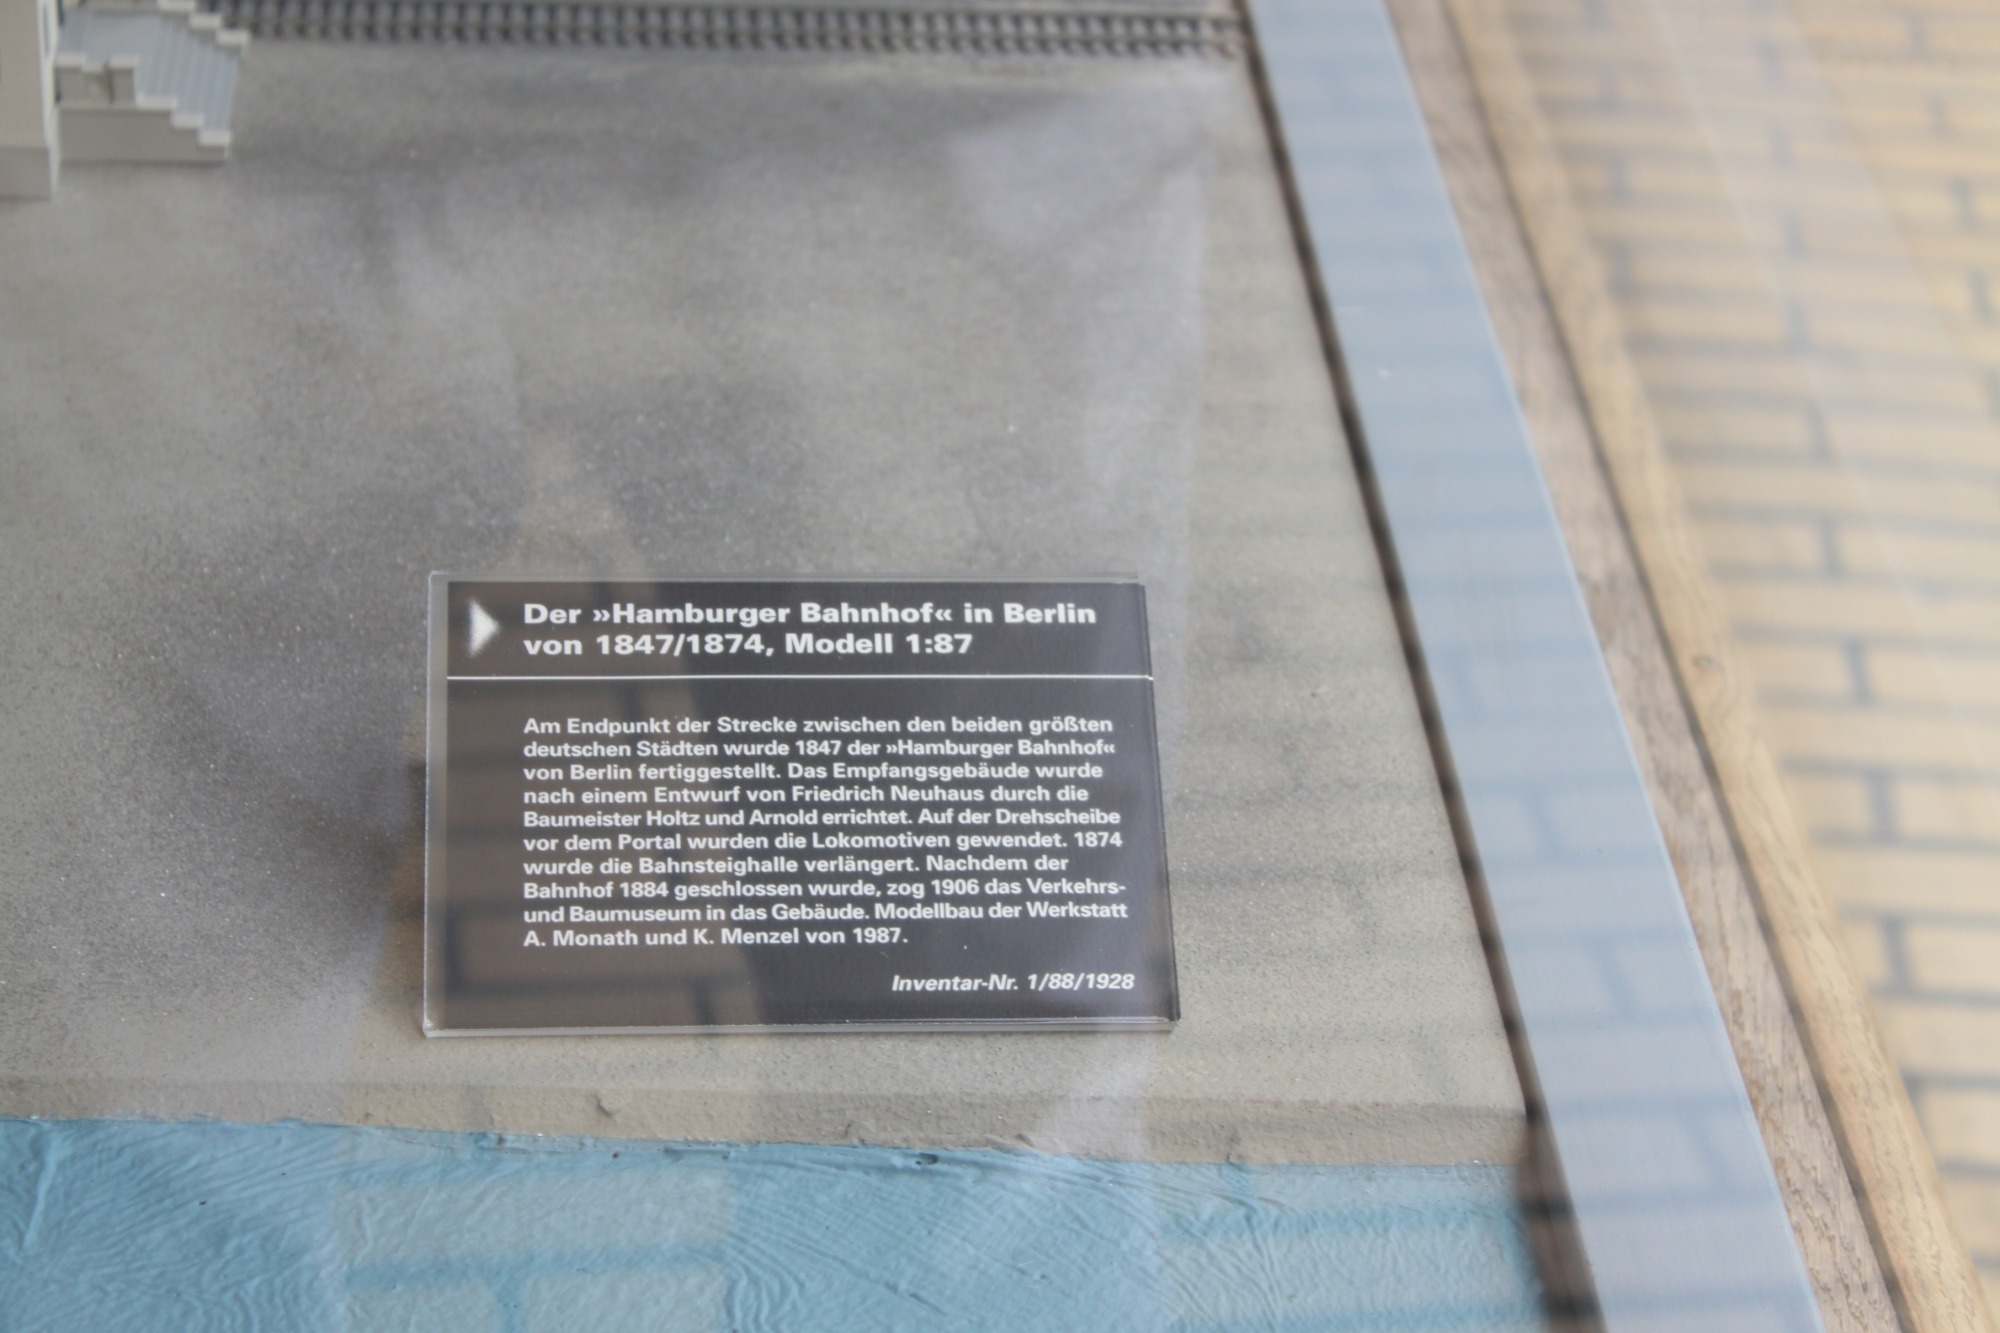 Der »Hamburger Bahnhof« in Berlin
von 1847/1874, Modell 1:87
Am Endpunkt der Strecke zwischen den beiden größten
deutschen Städten wurde 1847 der »Hamburger Bahnhof«
von Berlin fertiggestellt. Das Empfangsgebäude wurde
nach einem Entwurf von Friedrich Neuhaus durch die
Baumeister Holtz und Arnold errichtet. Auf der Drehscheibe
vor dem Portal wurden die Lokomotiven gewendet. 1874
wurde die Bahnsteighalle verlängert. Nachdem der
Bahnhof 1884 geschlossen wurde, zog 1906 das Verkehrs-
und Baumuseum in das Gebäude. Modellbau der Werkstatt
A. Monath und K. Menzel von 1987.
Inventar-Nr. 1/88/1928